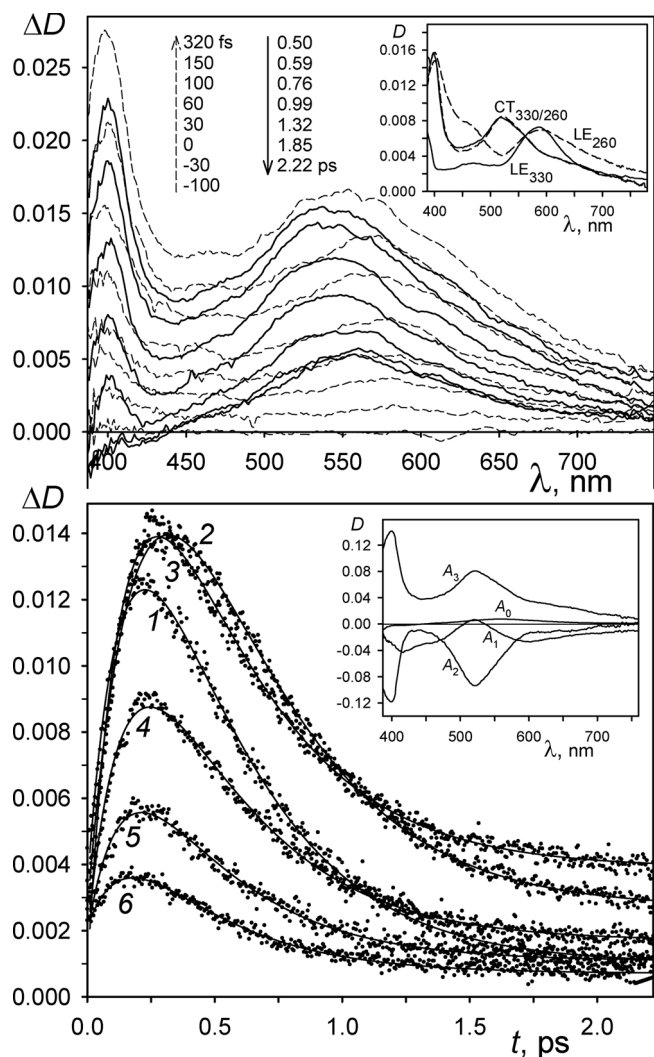 ΔD
0.025
0.020
0.015
0.010
0.005
0.000
320 fs
150
100
60
30
0
-30
-100
0.50
0.59
0.76
0.99
1.32
1.85
2.22 ps
D
0.016
0.012
0.008
0.004
0.000
CT330/260
LE260
LE330
400 500 600 700
λ, nm
400 450 500 550 600 650 700
λ, nm
ΔD
0.014
0.012
0.010
0.008
0.006
0.004
0.002
0.000
2
3
1
4
5
6
D
0.12
0.08
0.04
0.00
-0.04
-0.08
-0.12
A3
A0
A1
A2
400 500 600 700
λ, nm
0.0 0.5 1.0 1.5 2.0
t, ps